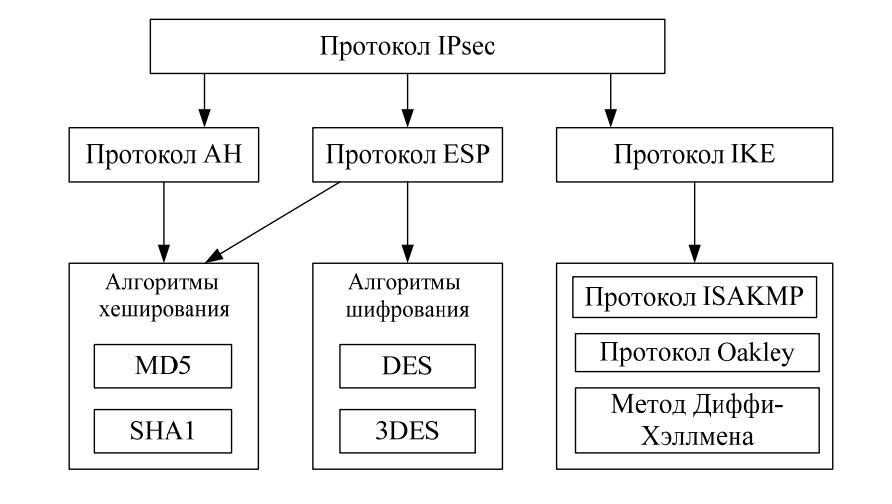 Протокол IPsec
Протокол AH
Протокол ESP
Протокол IKE
Алгоритмы
хеширования
MD5
SHA1
Алгоритмы
шифрования
DES
3DES
Протокол ISAKMP
Протокол Oakley
Метод Диффи-
Хэллмена